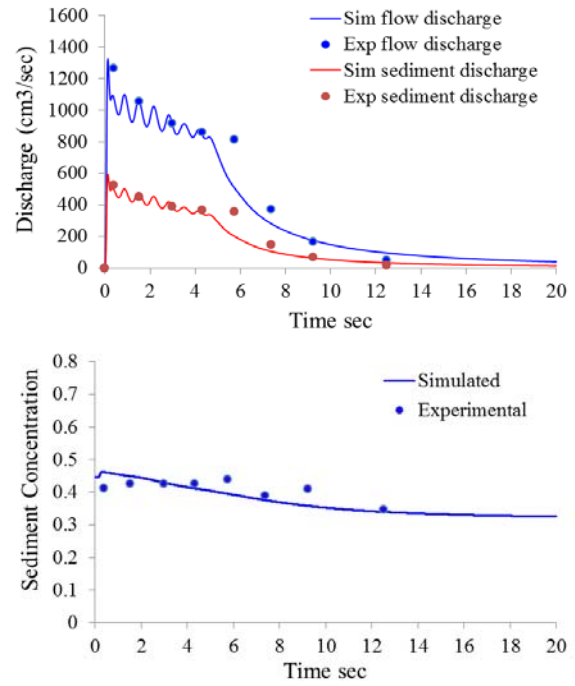 1600
1400
1200
1000
800
600
400
200
0
Discharge (cm3/sec)
Sim flow discharge
Exp flow discharge
Sim sediment discharge
Exp sediment discharge
0 2 4 6 8 10 12 14 16 18 20
Time sec
0.8
0.7
0.6
0.5
0.4
0.3
0.2
0.1
0
Sediment Concentration
Simulated
Experimental
0 2 4 6 8 10 12 14 16 18 20
Time sec